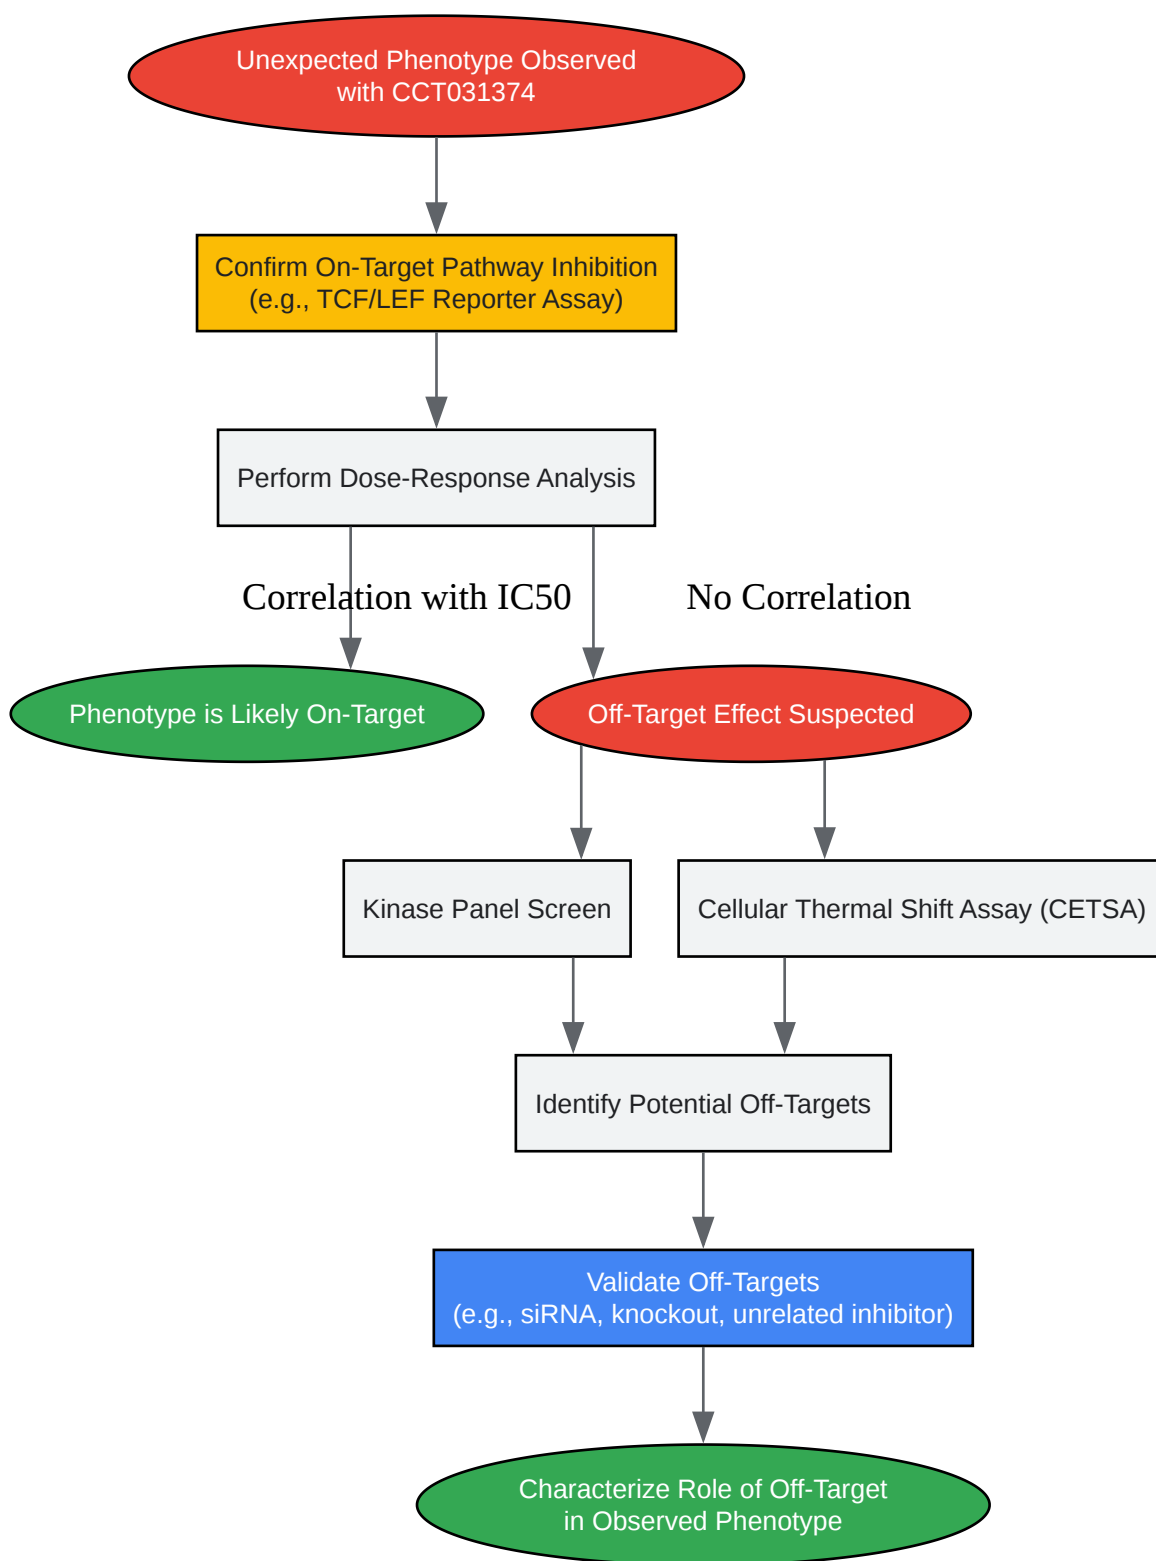 Unexpected Phenotype Observed
with CCT031374
Confirm On-Target Pathway Inhibition
(e.g., TCF/LEF Reporter Assay)
Perform Dose-Response Analysis
Correlation with IC50
No Correlation
Phenotype is Likely On-Target
Off-Target Effect Suspected
Kinase Panel Screen
Cellular Thermal Shift Assay (CETSA)
Identify Potential Off-Targets
Validate Off-Targets
(e.g., siRNA, knockout, unrelated inhibitor)
Characterize Role of Off-Target
in Observed Phenotype